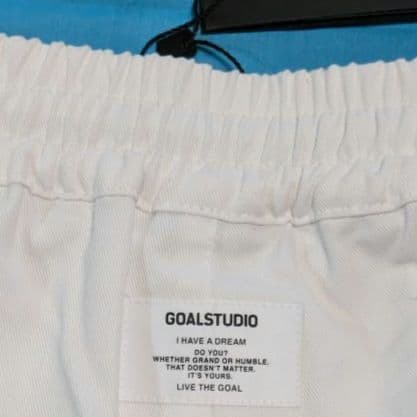 GOALSTUDIO
I HAVE A DREAM
DO YOU?
WHETHER GRAND OR HUMBLE.
THAT DOESN'T MATTER.
IT'S YOURS.
LIVE THE GOAL